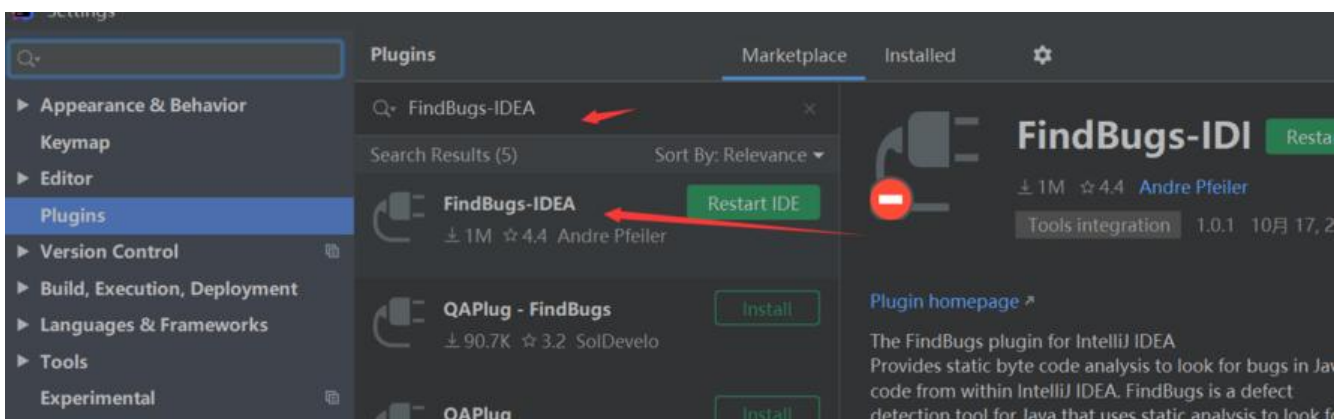 Settings
Plugins
Marketplace
Installed
Appearance & Behavior
Keymap
Editor
Plugins
Version Control
Build, Execution, Deployment
Languages & Frameworks
Tools
Experimental
FindBugs-IDEA
Search Results (5)
Sort By: Relevance
FindBugs-IDEA
Restart IDE
1M 4.4 Andre Pfeiler
QAPlug - FindBugs
Install
90.7K 3.2 SolDevelo
QAPlug
Install
FindBugs-IDI
Resta
1M 4.4 Andre Pfeiler
Tools integration 1.0.1 10月 17, 2
Plugin homepage
The FindBugs plugin for IntelliJ IDEA
Provides static byte code analysis to look for bugs in Jav
code from within IntelliJ IDEA. FindBugs is a defect
detection tool for Java that uses static analysis to look f